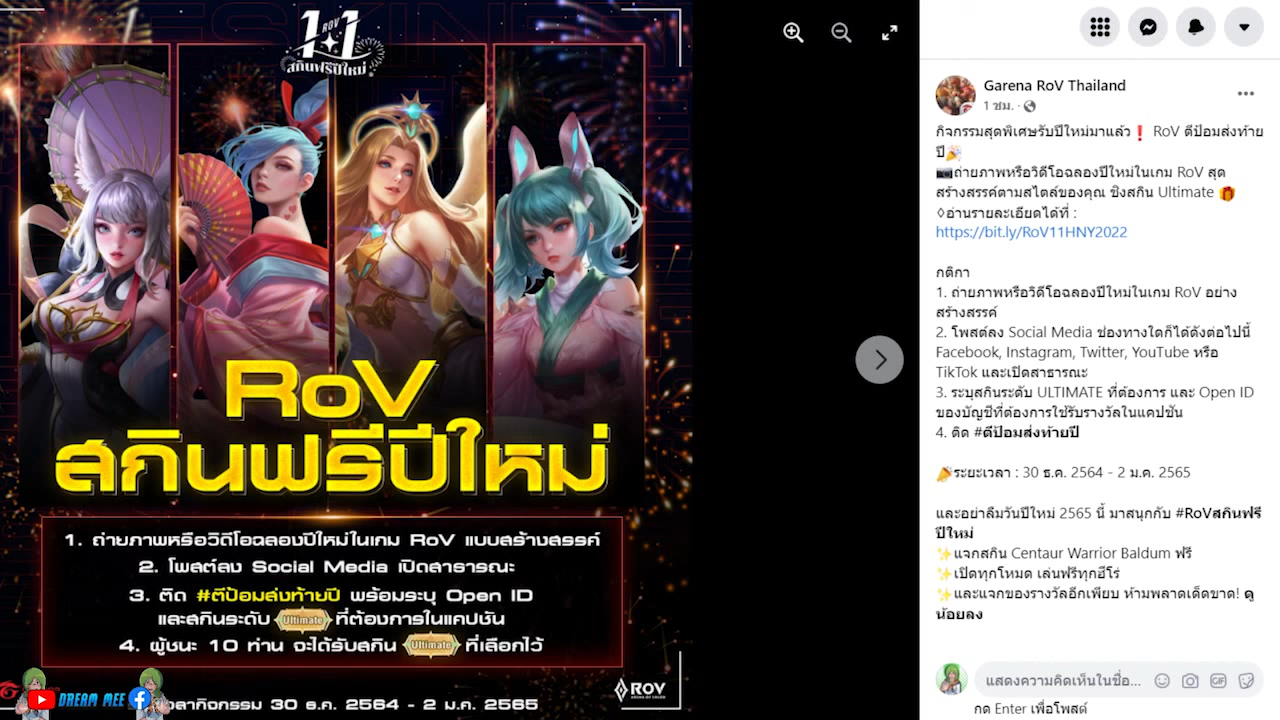 ROV
11
สกินฟรีปีใหม่
RoV
สกินฟรีปีใหม่
1. ถ่ายภาพหรือวิดีโอฉลองปีใหม่ในเกม RoV แบบสร้างสรรค์
2. โพสต์ลง Social Media เปิดสาธารณะ
3. ติด #ตีป้อมส่งท้ายปี พร้อมระบุ Open ID
และสกินระดับ Ultimate ที่ต้องการในแคปชัน
4. ผู้ชนะ 10 ท่าน จะได้รับสกิน Ultimate ที่เลือกไว้
DREAM MEE
ลากิจกรรม 30 ธ.ค. 2564 - 2 ม.ค. 2565
ROV
Garena RoV Thailand
1 ชม. ·
กิจกรรมสุดพิเศษรับปีใหม่มาแล้ว❗ RoV ตีป้อมส่งท้าย
ปี🎉
📷ถ่ายภาพหรือวิดีโอฉลองปีใหม่ในเกม RoV สุด
สร้างสรรค์ตามสไตล์ของคุณ ชิงสกิน Ultimate 🎁
◊อ่านรายละเอียดได้ที่ :
https://bit.ly/RoV11HNY2022
กติกา
1. ถ่ายภาพหรือวิดีโอฉลองปีใหม่ในเกม RoV อย่าง
สร้างสรรค์
2. โพสต์ลง Social Media ช่องทางใดก็ได้ดังต่อไปนี้
Facebook, Instagram, Twitter, YouTube หรือ
TikTok และเปิดสาธารณะ
3. ระบุสกินระดับ ULTIMATE ที่ต้องการ และ Open ID
ของบัญชีที่ต้องการใช้รับรางวัลในแคปชัน
4. ติด #ตีป้อมส่งท้ายปี
🎉ระยะเวลา : 30 ธ.ค. 2564 - 2 ม.ค. 2565
และอย่าลืมวันปีใหม่ 2565 นี้ มาสนุกกับ #RoVสกินฟรี
ปีใหม่
✨แจกสกิน Centaur Warrior Baldum ฟรี
✨เปิดทุกโหมด เล่นฟรีทุกฮีโร่
✨และแจกของรางวัลอีกเพียบ ห้ามพลาดเด็ดขาด! ดู
น้อยลง
แสดงความคิดเห็นในชื่อ...
กด Enter เพื่อโพสต์